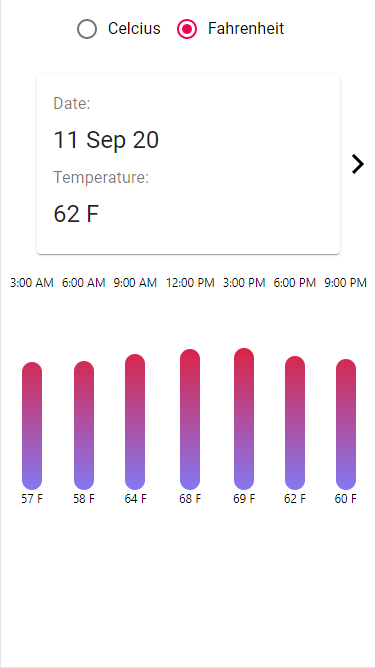 Celcius Fahrenheit
Date:
11 Sep 20
Temperature:
62 F
3:00 AM 6:00 AM 9:00 AM 12:00 PM 3:00 PM 6:00 PM 9:00 PM
57 F 58 F 64 F 68 F 69 F 62 F 60 F